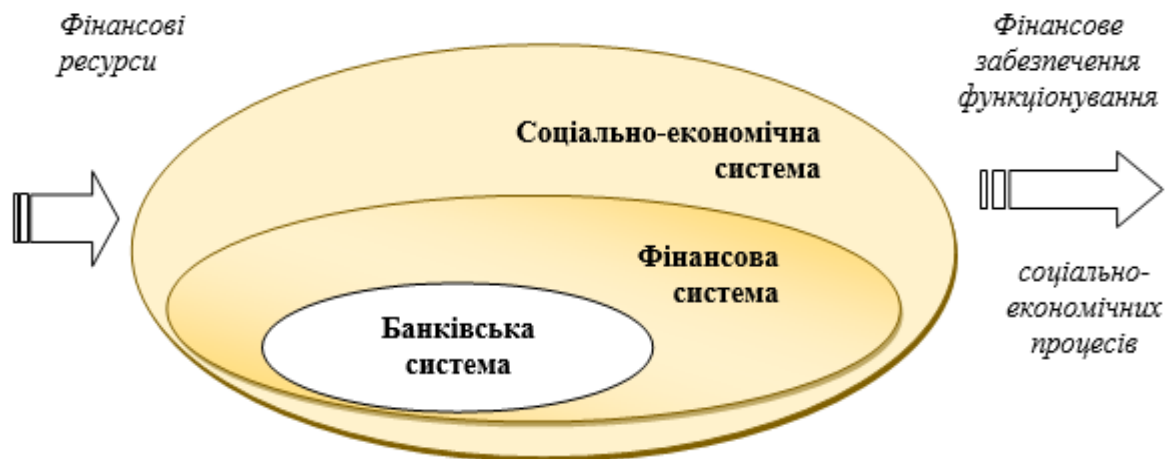 Фінансові
ресурси
Фінансове
забезпечення
функціонування
Соціально-економічна
система
Фінансова
система
Банківська
система
соціально-
економічних
процесів